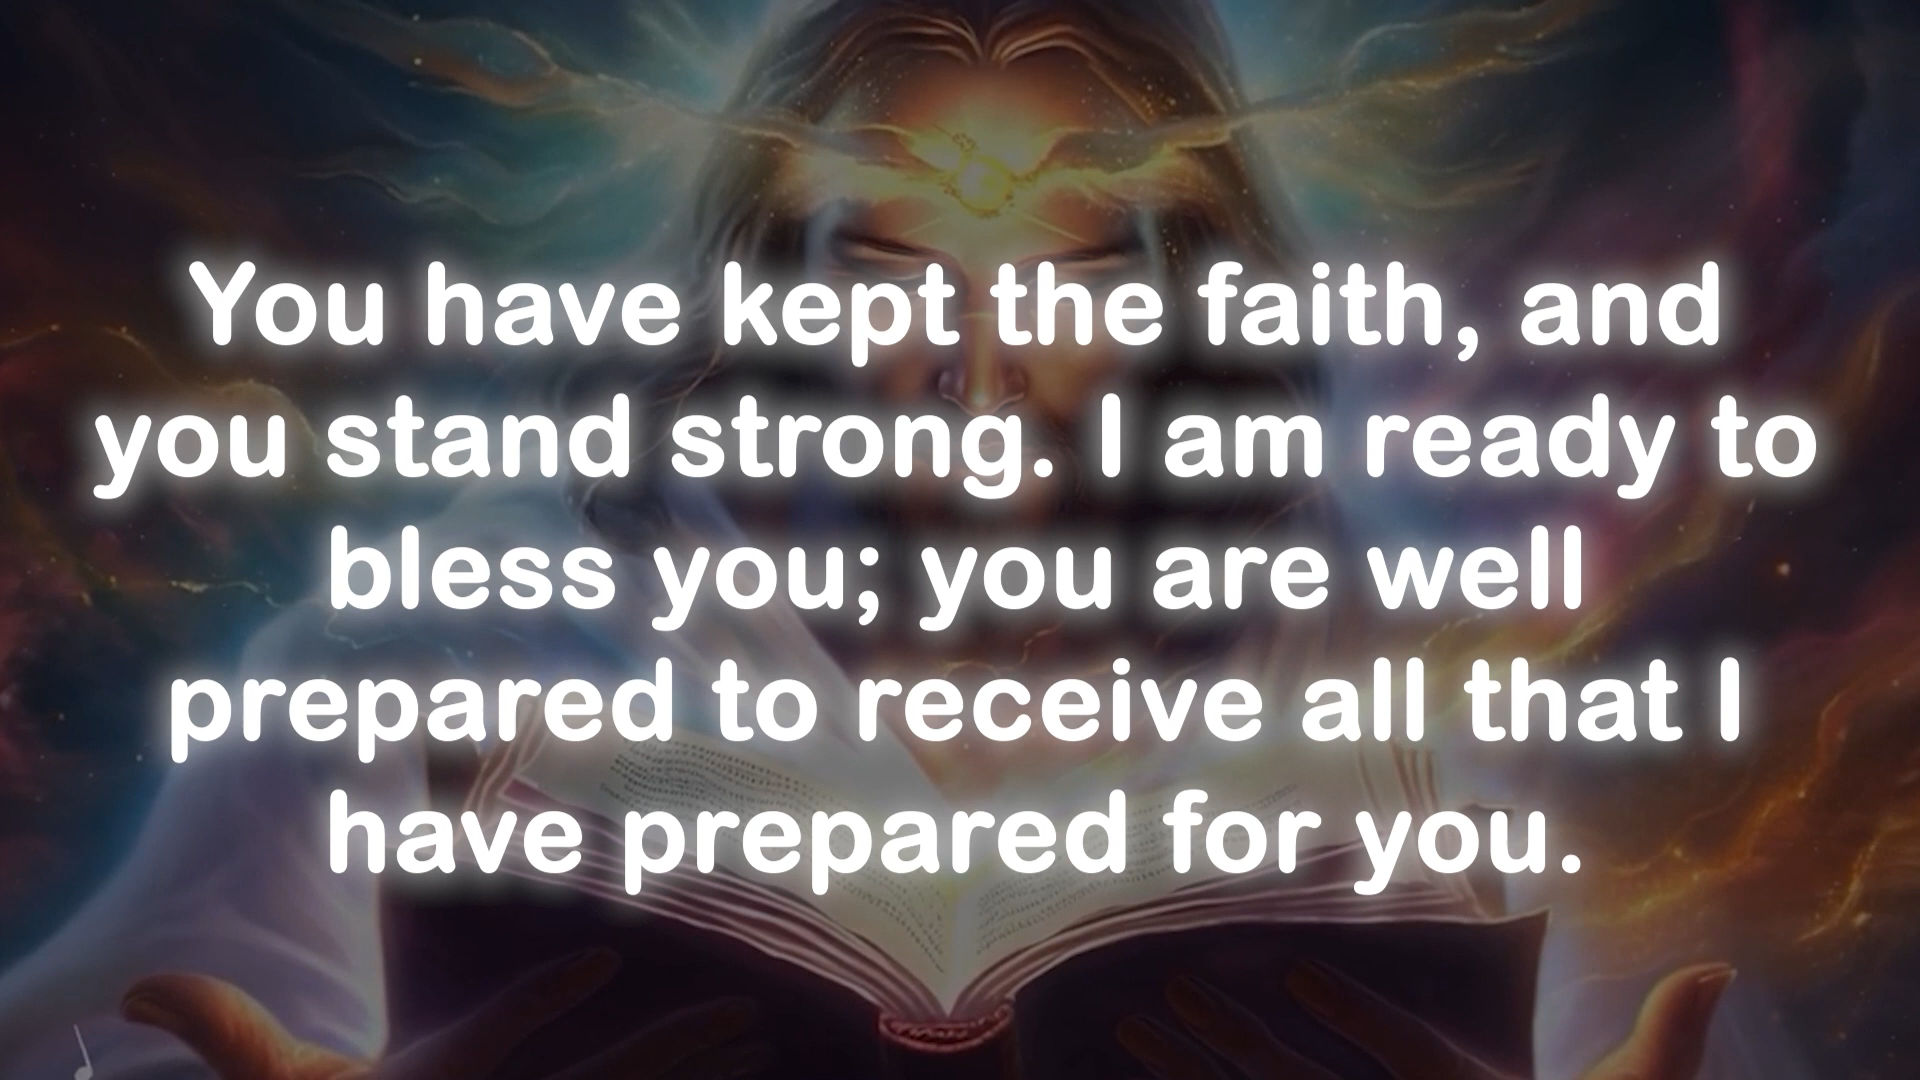 You have kept the faith, and
you stand strong. I am ready to
bless you; you are well
prepared to receive all that I
have prepared for you.